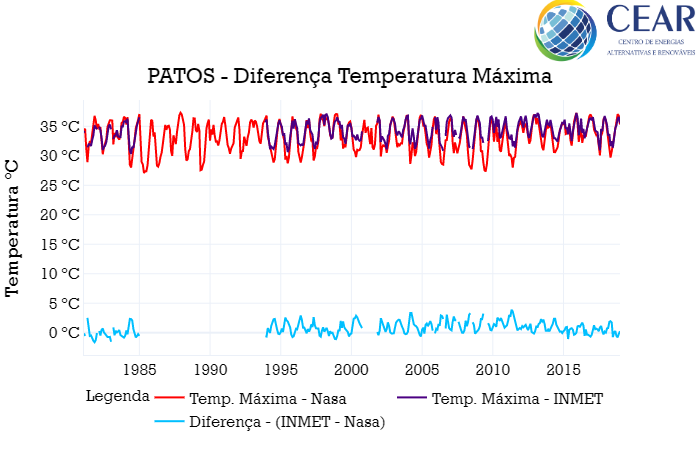 CEAR
CENTRO DE ENERGIAS
ALTERNATIVAS E RENOVÁVEIS
PATOS - Diferença Temperatura Máxima
Temperatura °C
35 °C
30 °C
25 °C
20 °C
15 °C
10 °C
5 °C
0 °C
1985 1990 1995 2000 2005 2010 2015
Legenda Temp. Máxima - Nasa Temp. Máxima - INMET
Diferença - (INMET - Nasa)